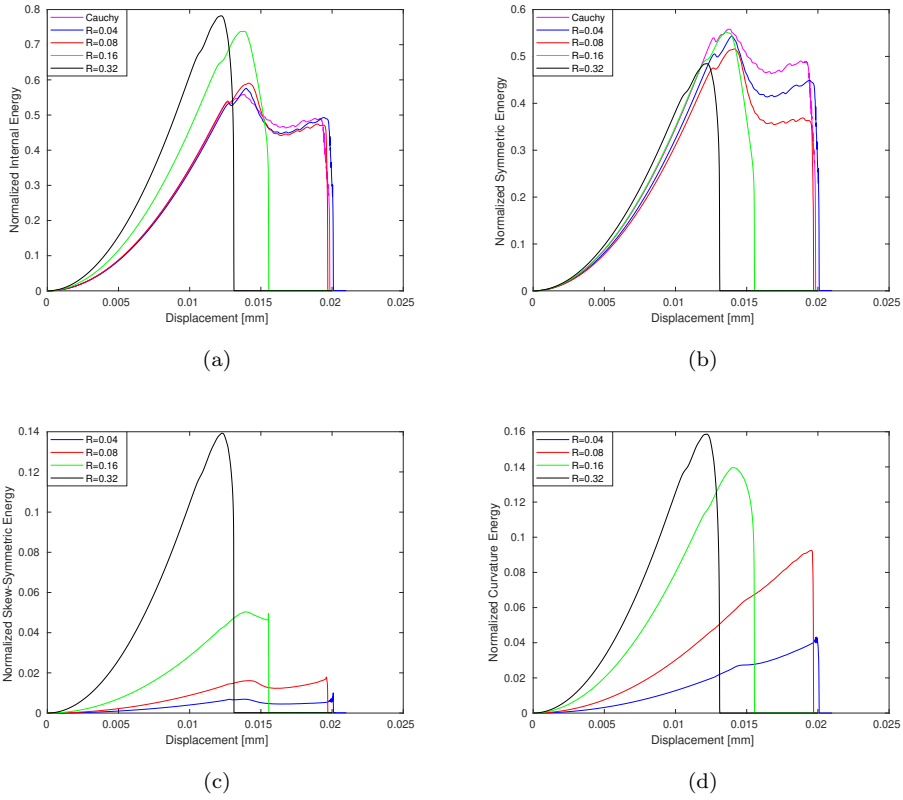 0.8
0.7
0.6
0.5
0.4
0.3
0.2
0.1
0
Normalized Internal Energy
Cauchy
R=0.04
R=0.08
R=0.16
R=0.32
0 0.005 0.01 0.015 0.02 0.025
Displacement [mm]
(a)
0.6
0.5
0.4
0.3
0.2
0.1
0
Normalized Symmetric Ennergy
Cauchy
R=0.04
R=0.08
R=0.16
R=0.32
0 0.005 0.01 0.015 0.02 0.025
Displacement [mm]
(b)
0.14
0.12
0.1
0.08
0.06
0.04
0.02
0
Normalized Skew-Symmetric Energy
R=0.04
R=0.08
R=0.16
R=0.32
0 0.005 0.01 0.015 0.02 0.025
Displacement [mm]
(c)
0.16
0.14
0.12
0.1
0.08
0.06
0.04
0.02
0
Normalized Curvature Energy
R=0.04
R=0.08
R=0.16
R=0.32
0 0.005 0.01 0.015 0.02 0.025
Displacement [mm]
(d)